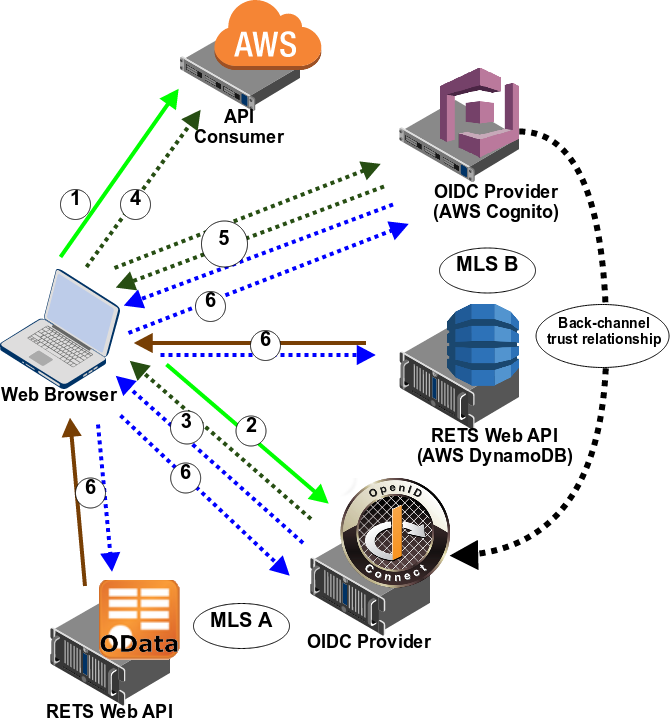 AWS
API
Consumer
1
4
OIDC Provider
(AWS Cognito)
5
MLS B
6
6
Back-channel
trust relationship
Web Browser
3
2
RETS Web API
(AWS DynamoDB)
6
6
OpenID
Connect
OData
MLS A
OIDC Provider
RETS Web API